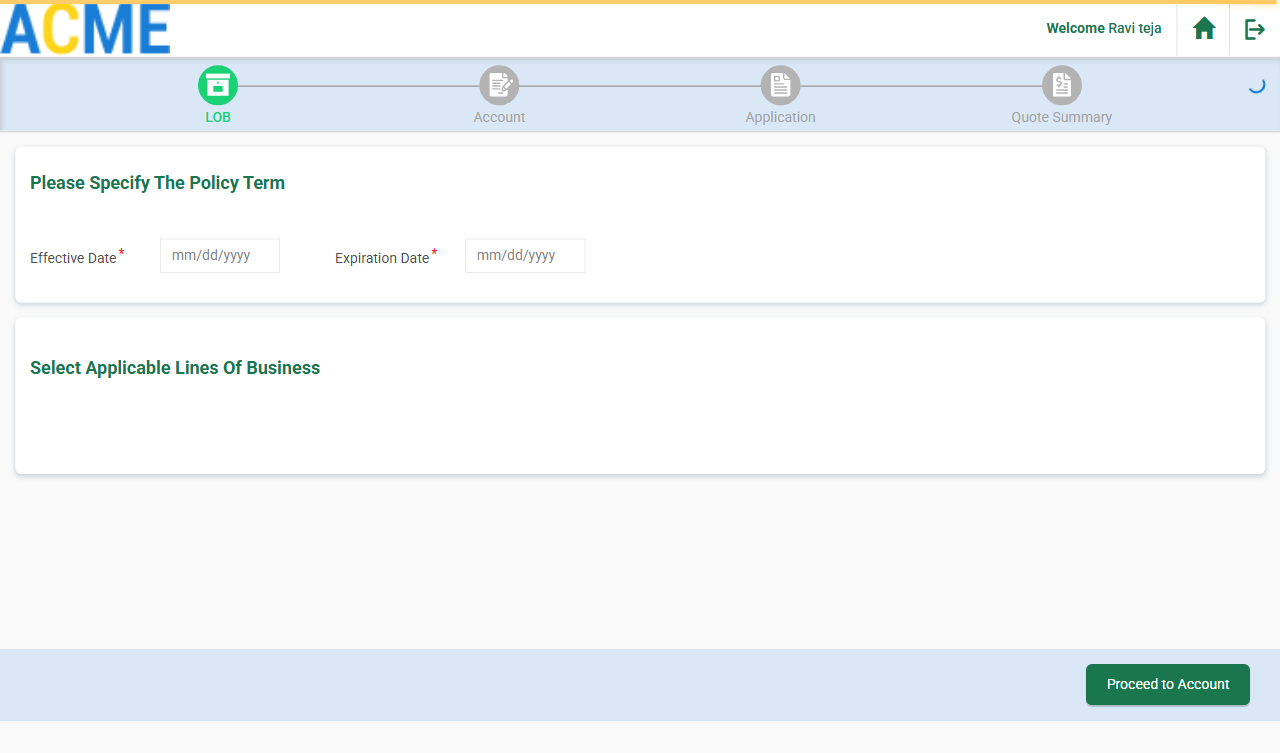 ACME
Welcome Ravi teja
LOB
Account
Application
Quote Summary
Please Specify The Policy Term
Effective Date* mm/dd/yyyy Expiration Date* mm/dd/yyyy
Select Applicable Lines Of Business
Proceed to Account